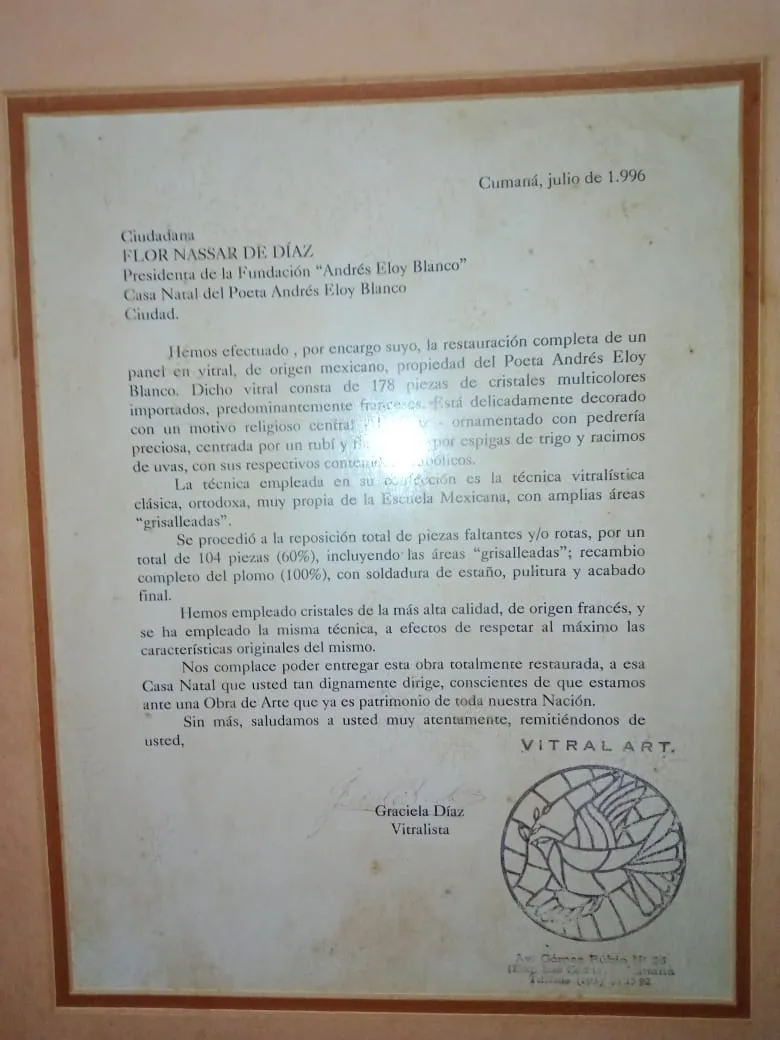 Cumaná, julio de 1.996
Ciudadana
FLOR NASSAR DE DÍAZ
Presidenta de la Fundación “Andrés Eloy Blanco”
Casa Natal del Poeta Andrés Eloy Blanco
Ciudad.
Hemos efectuado , por encargo suyo, la restauración completa de un
panel en vitral, de origen mexicano, propiedad del Poeta Andrés Eloy
Blanco. Dicho vitral consta de 178 piezas de cristales multicolores
importados, predominantemente franceses. Está delicadamente decorado
con un motivo religioso central ornamentado con pedrería
preciosa, centrada por un rubí y por espigas de trigo y racimos
de uvas, con sus respectivos
La técnica empleada en su confección es la técnica vitralística
clásica, ortodoxa, muy propia de la Escuela Mexicana, con amplias áreas
“grisalleadas”.
Se procedió a la reposición total de piezas faltantes y/o rotas, por un
total de 104 piezas (60%), incluyendo las áreas “grisalleadas”; recambio
completo del plomo (100%), con soldadura de estaño, pulitura y acabado
final.
Hemos empleado cristales de la más alta calidad, de origen francés, y
se ha empleado la misma técnica, a efectos de respetar al máximo las
características originales del mismo.
Nos complace poder entregar esta obra totalmente restaurada, a esa
Casa Natal que usted tan dignamente dirige, conscientes de que estamos
ante una Obra de Arte que ya es patrimonio de toda nuestra Nación.
Sin más, saludamos a usted muy atentamente, remitiéndonos de
usted,
VITRAL ART.
Graciela Díaz
Vitralista
Av.